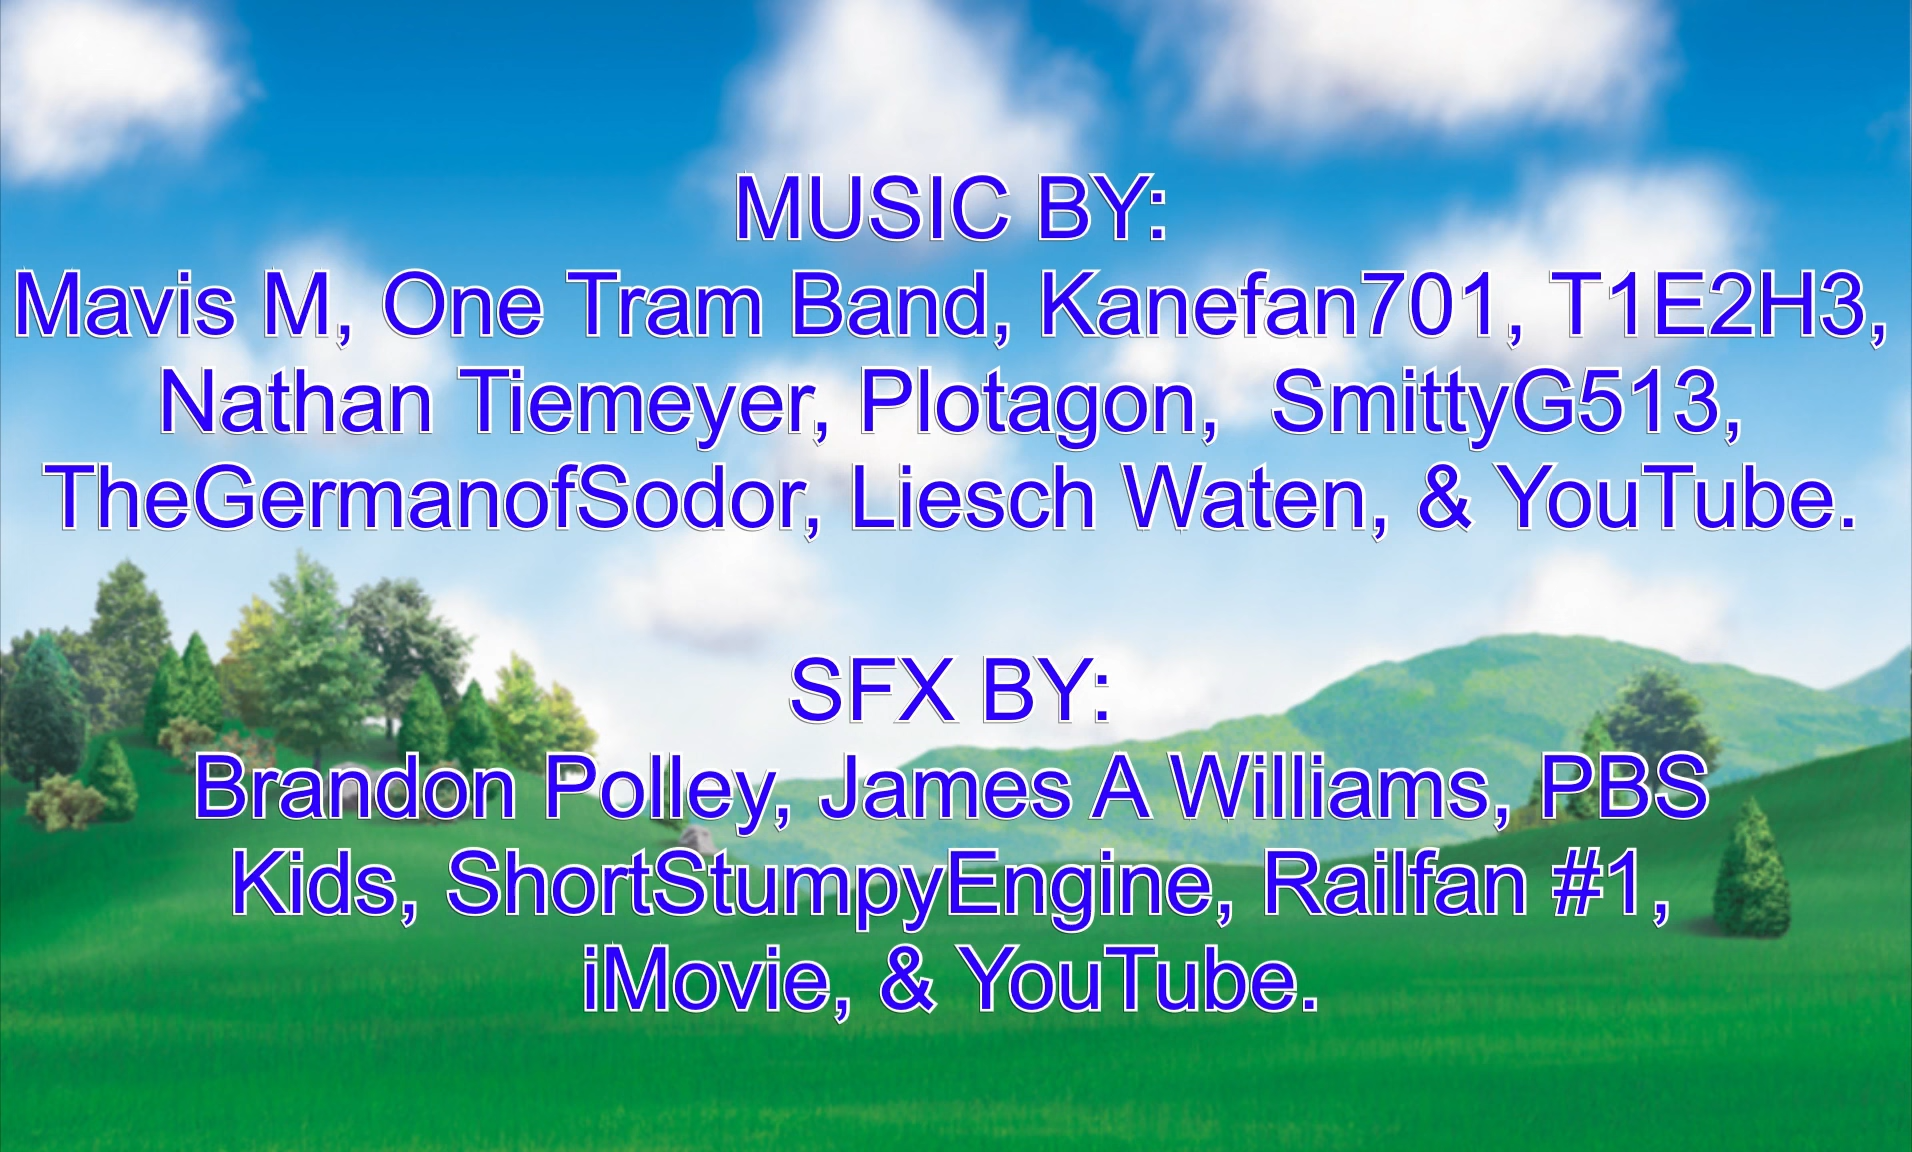 MUSIC BY:
Mavis M, One Tram Band, Kanefan701, T1E2H3,
Nathan Tiemeyer, Plotagon,  SmittyG513,
TheGermanofSodor, Liesch Waten, & YouTube.
SFX BY:
Brandon Polley, James A Williams, PBS
Kids, ShortStumpyEngine, Railfan #1,
iMovie, & YouTube.